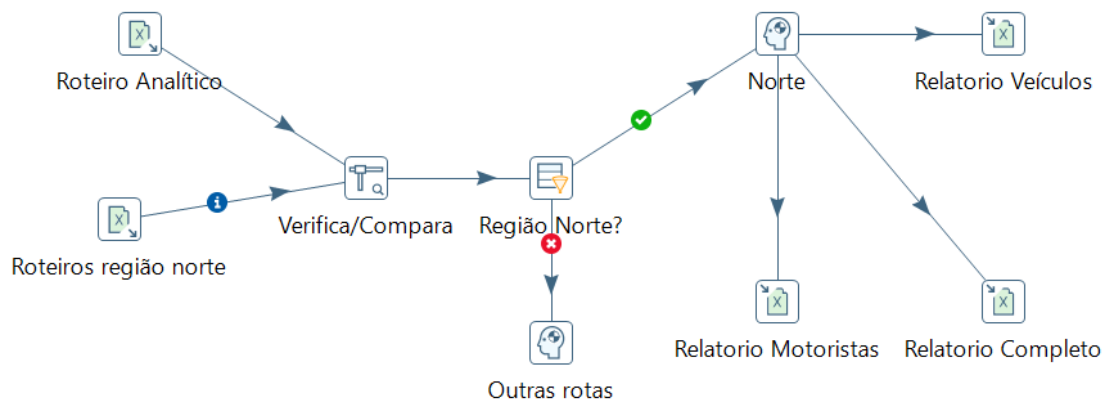 Roteiro Analítico
Norte
Relatorio Veículos
Verifica/Compara
Região Norte?
Roteiros região norte
Relatorio Motoristas
Relatorio Completo
Outras rotas